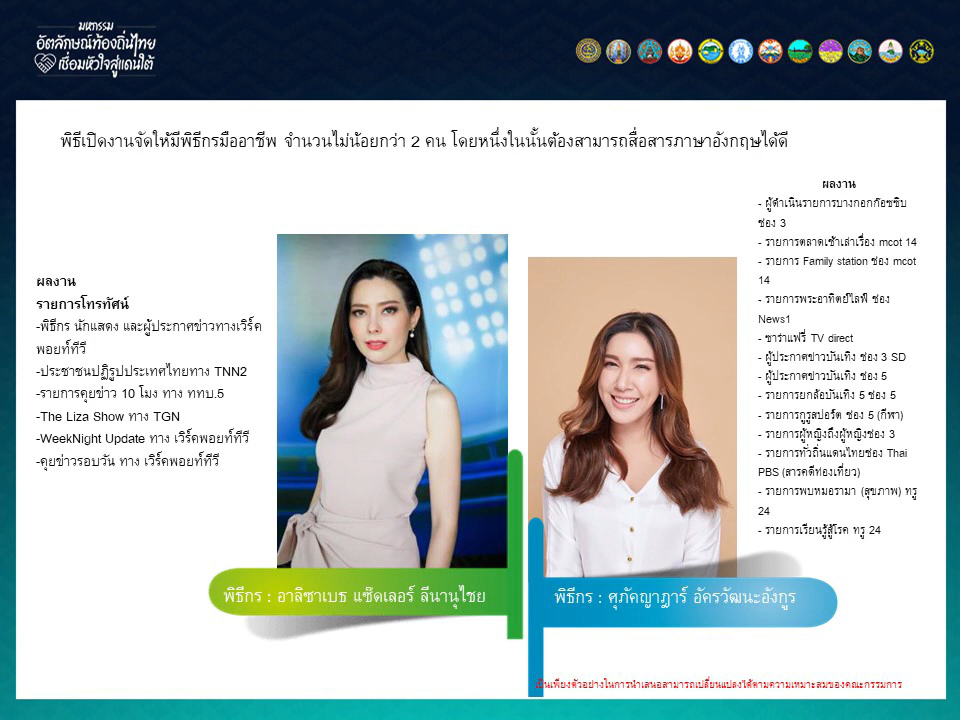 มหกรรม
อัตลักษณ์ท้องถิ่นไทย
เชื่อมหัวใจสู่แดนใต้
พิธีเปิดงานจัดให้มีพิธีกรมืออาชีพ จำนวนไม่น้อยกว่า 2 คน โดยหนึ่งในนั้นต้องสามารถสื่อสารภาษาอังกฤษได้ดี
ผลงาน
รายการโทรทัศน์
-พิธีกร นักแสดง และผู้ประกาศข่าวทางเวิร์ค
พอยท์ทีวี
-ประชาชนปฏิรูปประเทศไทยทาง TNN2
-รายการคุยข่าว 10 โมง ทาง ททบ.5
-The Liza Show ทาง TGN
-WeekNight Update ทาง เวิร์คพอยท์ทีวี
-คุยข่าวรอบวัน ทาง เวิร์คพอยท์ทีวี
พิธีกร : อาลิซาเบธ แซ๊ดเลอร์ ลีนานุไชย
ผลงาน
- ผู้ดำเนินรายการบางกอกก๊อซซิบ
ช่อง 3
- รายการตลาดเช้าเล่าเรื่อง mcot 14
- รายการ Family station ช่อง mcot
14
- รายการพระอาทิตย์ไลฟ์ ช่อง
News1
- ซาร่าแฟรี่ TV direct
- ผู้ประกาศข่าวบันเทิง ช่อง 3 SD
- ผู้ประกาศข่าวบันเทิง ช่อง 5
- รายการยกล้อบันเทิง 5 ช่อง 5
- รายการกูรูสปอร์ต ช่อง 5 (กีฬา)
- รายการผู้หญิงถึงผู้หญิงช่อง 3
- รายการทั่วถิ่นแดนไทยช่อง Thai
PBS (สารคดีท่องเที่ยว)
- รายการพบหมอรามา (สุขภาพ) ทรู
24
- รายการเรียนรู้สู้โรค ทรู 24
พิธีกร : ศุภัคญาฎาร์ อัครวัฒนะอังกูร
เป็นเพียงตัวอย่างในการนำเสนอสามารถเปลี่ยนแปลงได้ตามความเหมาะสมของคณะกรรมการ